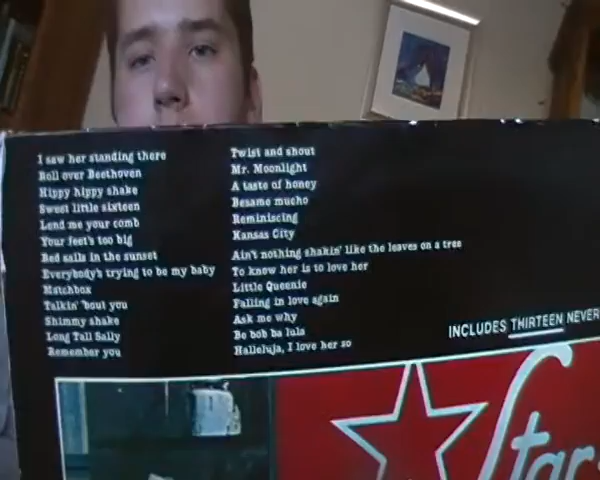 I saw her standing there
Roll over Beethoven
Hippy hippy shake
Sweet little sixteen
Lend me your comb
Your feet's too big
Red sails in the sunset
Everybody's trying to be my baby
Matchbox
Talkin' 'bout you
Shimmy shake
Long Tall Sally
Remember you
Twist and shout
Mr. Moonlight
A taste of honey
Besame mucho
Reminiscing
Kansas City
Ain't nothing shakin' like the leaves on a tree
To know her is to love her
Little Queenie
Falling in love again
Ask me why
Be bob ba lula
Halleluja, I love her so
INCLUDES THIRTEEN NEVER
Star